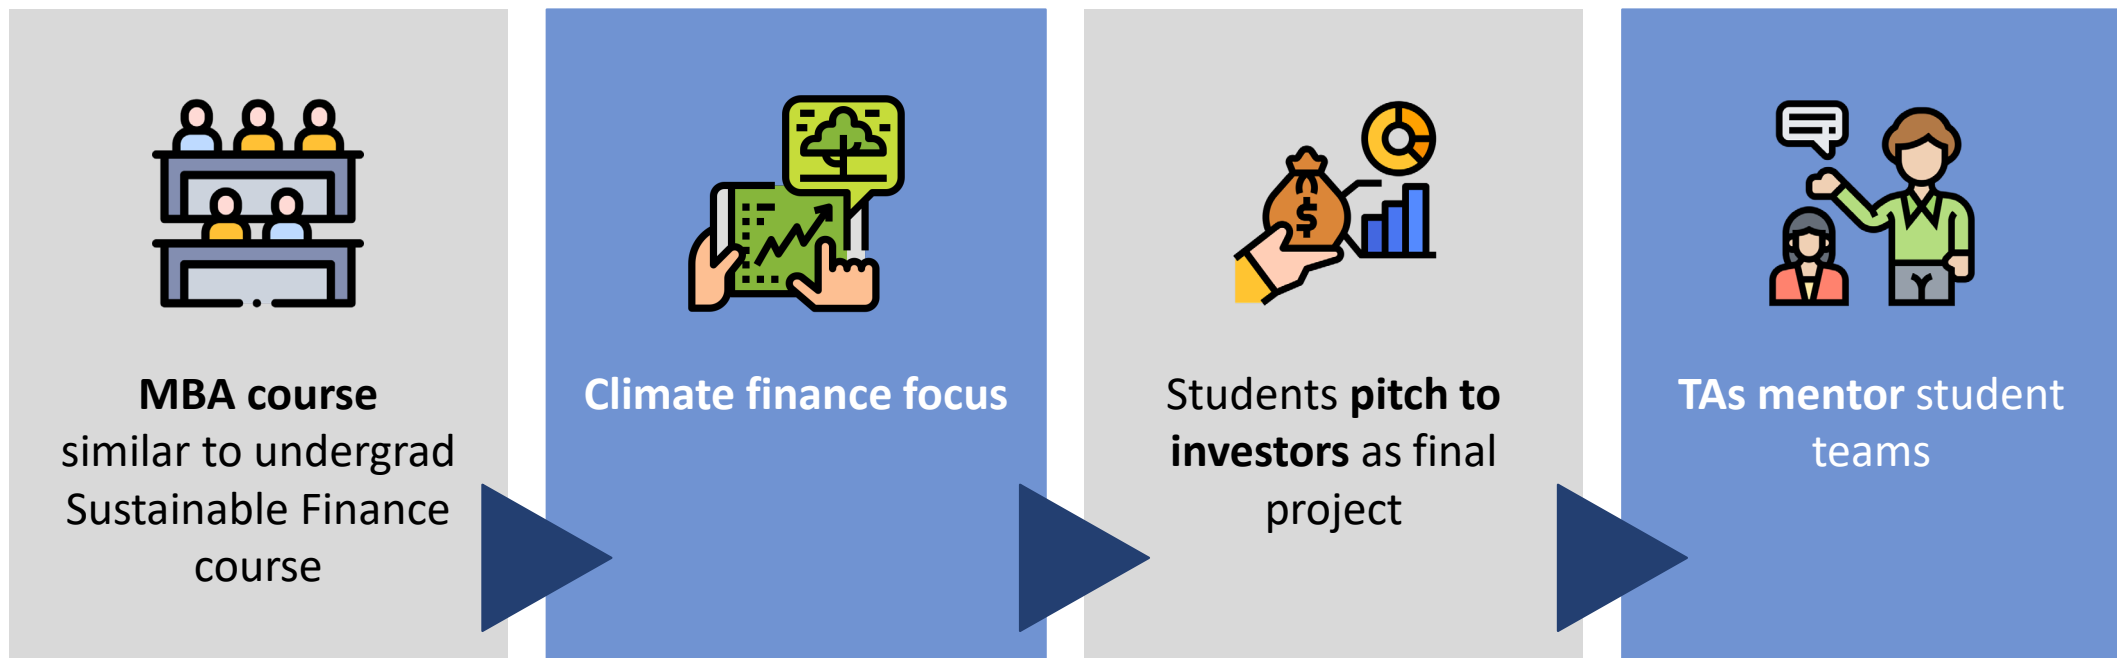 MBA course
similar to undergrad
Sustainable Finance
course
Climate finance focus
Students pitch to
investors as final
project
TAs mentor student
teams